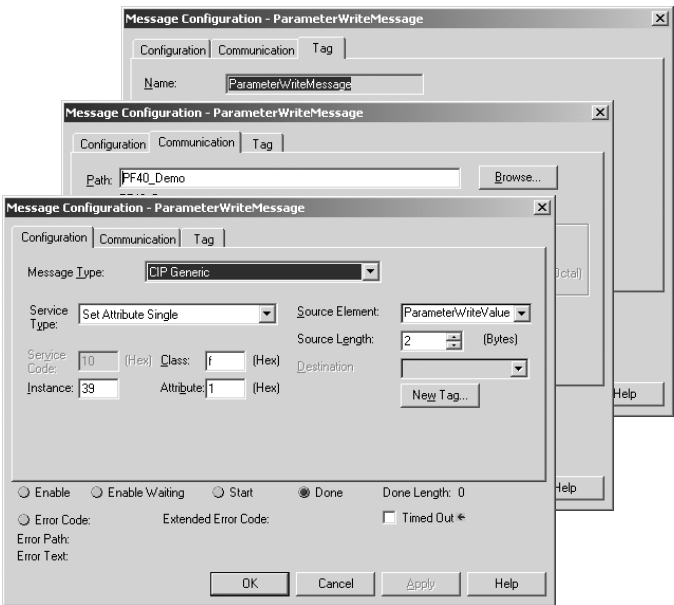 Message Configuration - ParameterWriteMessage
Configuration Communication Tag
Name: ParameterWriteMessage
Message Configuration - ParameterWriteMessage
Configuration Communication Tag
Path: PF40_Demo Browse...
Octal)
Message Configuration - ParameterWriteMessage
Configuration Communication Tag
Message Type: CIP Generic
Service Type: Set Attribute Single
Source Element: ParameterWriteValue
Source Length: 2 (Bytes)
Service Code: 10 (Hex) Class: f (Hex)
Destination
Instance: 39 Attribute: 1 (Hex)
New Tag...
Help
Help
Enable Enable Waiting Start Done Done Length: 0
Error Code: Extended Error Code: Timed Out
Error Path:
Error Text:
OK Cancel Apply Help